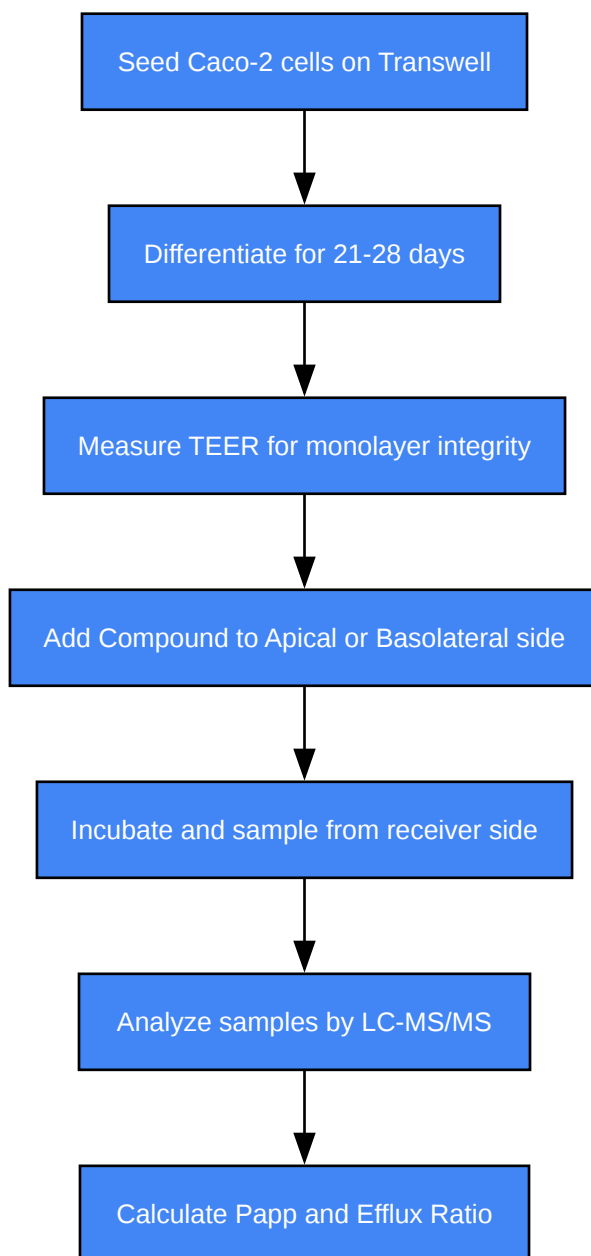 Seed Caco-2 cells on Transwell
Differentiate for 21-28 days
Measure TEER for monolayer integrity
Add Compound to Apical or Basolateral side
Incubate and sample from receiver side
Analyze samples by LC-MS/MS
Calculate Papp and Efflux Ratio